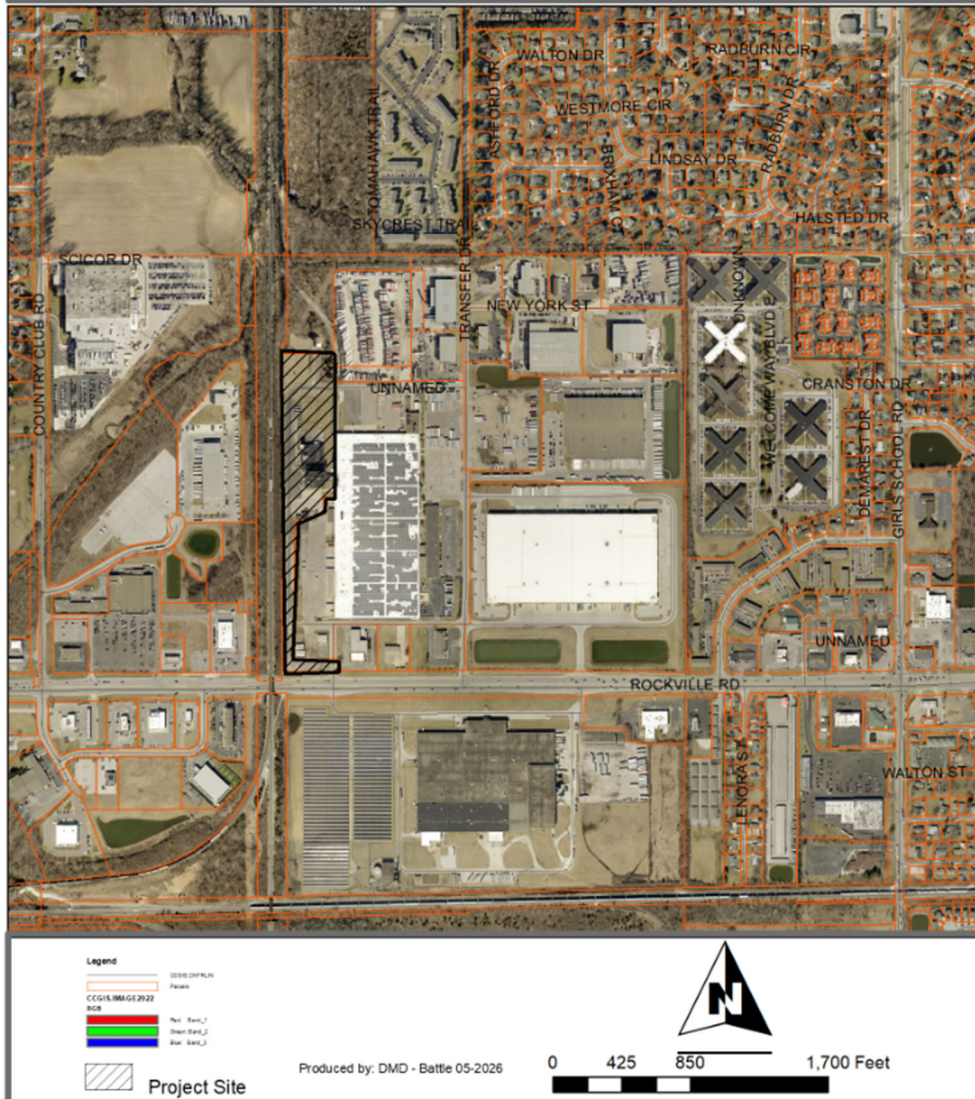 WALTON DR
RADBURN CIR
ASHFORD DR
WESTMORE CIR
RADBURN DR
TOMAHAWK TRAIL
BRIXHAM CT
LINDSAY DR
SKYCREST TRAIL
HALSTED DR
SCICOR DR
TRANSFER DR
UNKNOWN
COUNTRY CLUB RD
NEW YORK ST
UNNAMED
WELCOME WAY BLVD E
CRANSTON DR
DEMAREST DR
GIRLS SCHOOL RD
UNNAMED
ROCKVILLE RD
LENORA ST
WALTON ST
Legend
Parcels
CCGIS.IMAGE2022
RGB
Red: Band_1
Green: Band_2
Blue: Band_3
Project Site
Produced by: DMD - Battle 05-2026
N
0 425 850 1,700 Feet